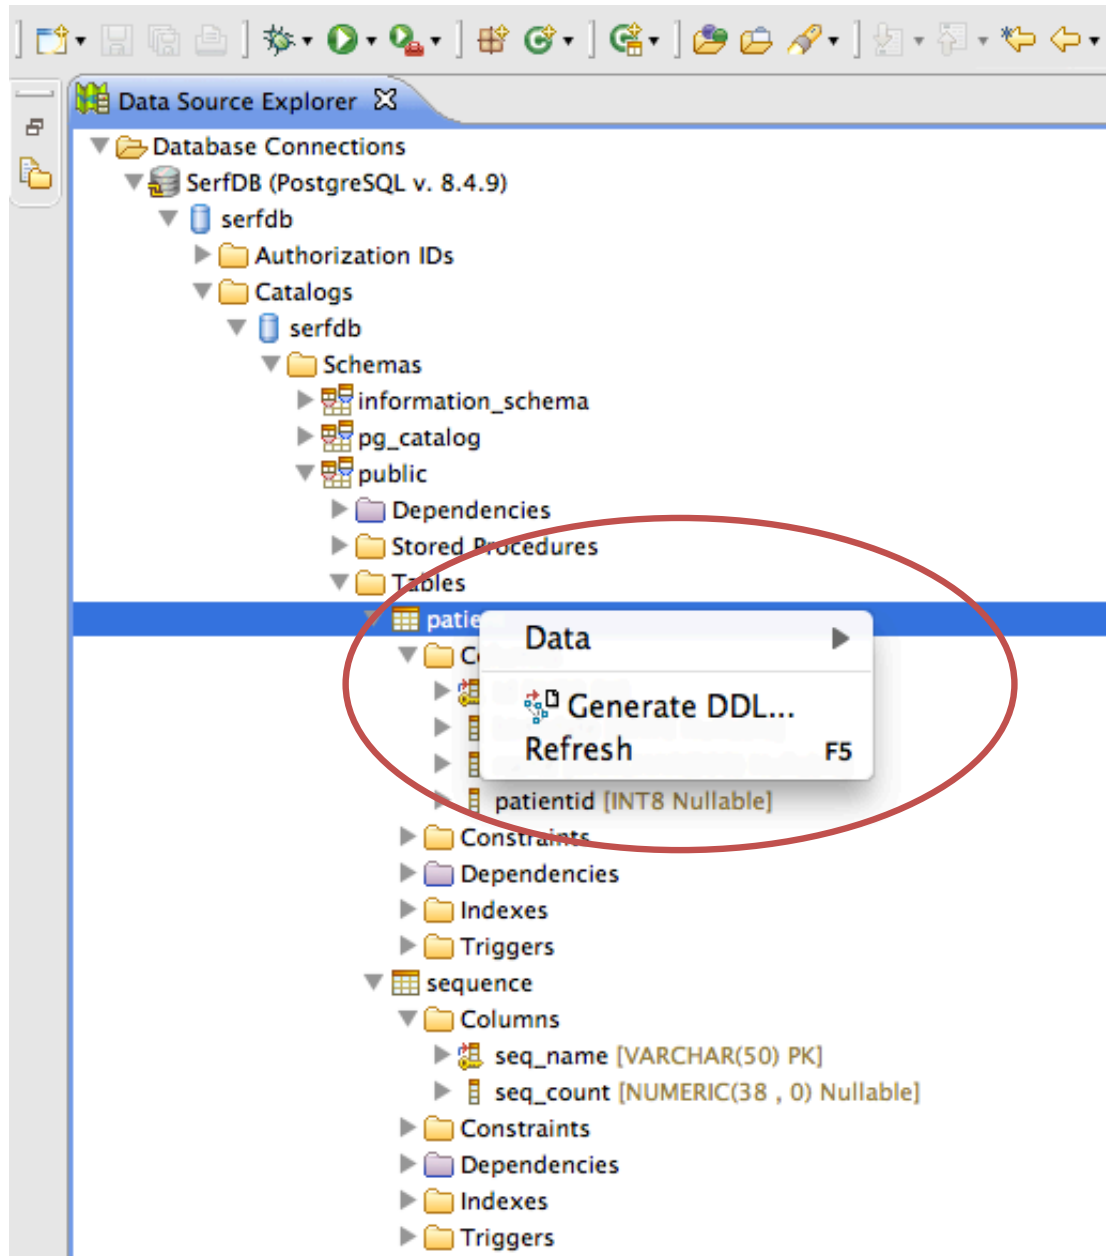 Data Source Explorer
Database Connections
SerfDB (PostgreSQL v. 8.4.9)
serfdb
Authorization IDs
Catalogs
serfdb
Schemas
information_schema
pg_catalog
public
Dependencies
Stored Procedures
Tables
Data
Generate DDL...
Refresh F5
patientid [INT8 Nullable]
Constraints
Dependencies
Indexes
Triggers
sequence
Columns
seq_name [VARCHAR(50) PK]
seq_count [NUMERIC(38 , 0) Nullable]
Constraints
Dependencies
Indexes
Triggers